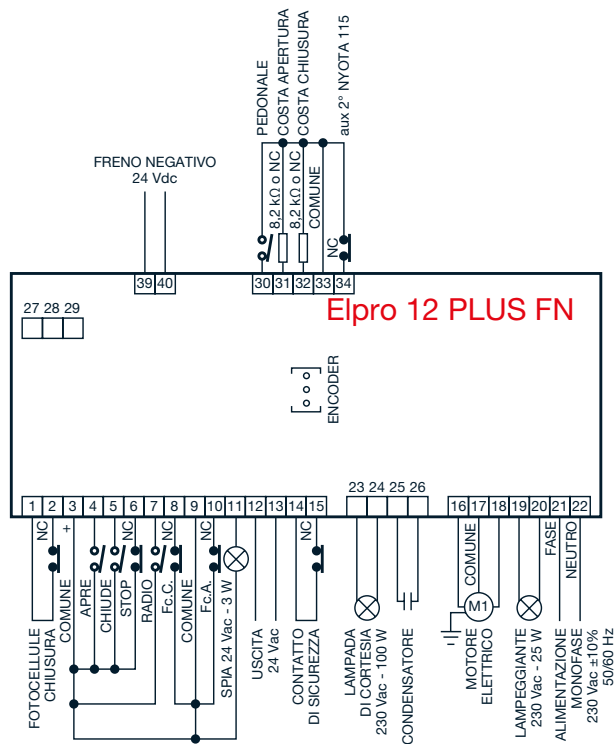 PEDONALE
8,2 kΩ o NC
COSTA APERTURA
8,2 kΩ o NC
COSTA CHIUSURA
COMUNE
NC
aux 2° NYOTA 115
FRENO NEGATIVO
24 Vdc
39 40
30 31 32 33 34
Elpro 12 PLUS FN
27 28 29
ENCODER
1 2 3 4 5 6 7 8 9 10 11 12 13 14 15
23 24 25 26
16 17 18 19 20 21 22
FOTOCELLULE
CHIUSURA
NC
COMUNE
+
APRE
CHIUDE
STOP
NC
RADIO
Fc.C.
NC
COMUNE
Fc.A.
NC
SPIA 24 Vac - 3 W
USCITA
24 Vac
CONTATTO
DI SICUREZZA
NC
LAMPADA
DI CORTESIA
230 Vac - 100 W
CONDENSATORE
COMUNE
M1
MOTORE
ELETTRICO
LAMPEGGIANTE
230 Vac - 25 W
FASE
NEUTRO
ALIMENTAZIONE
MONOFASE
230 Vac ±10%
50/60 Hz